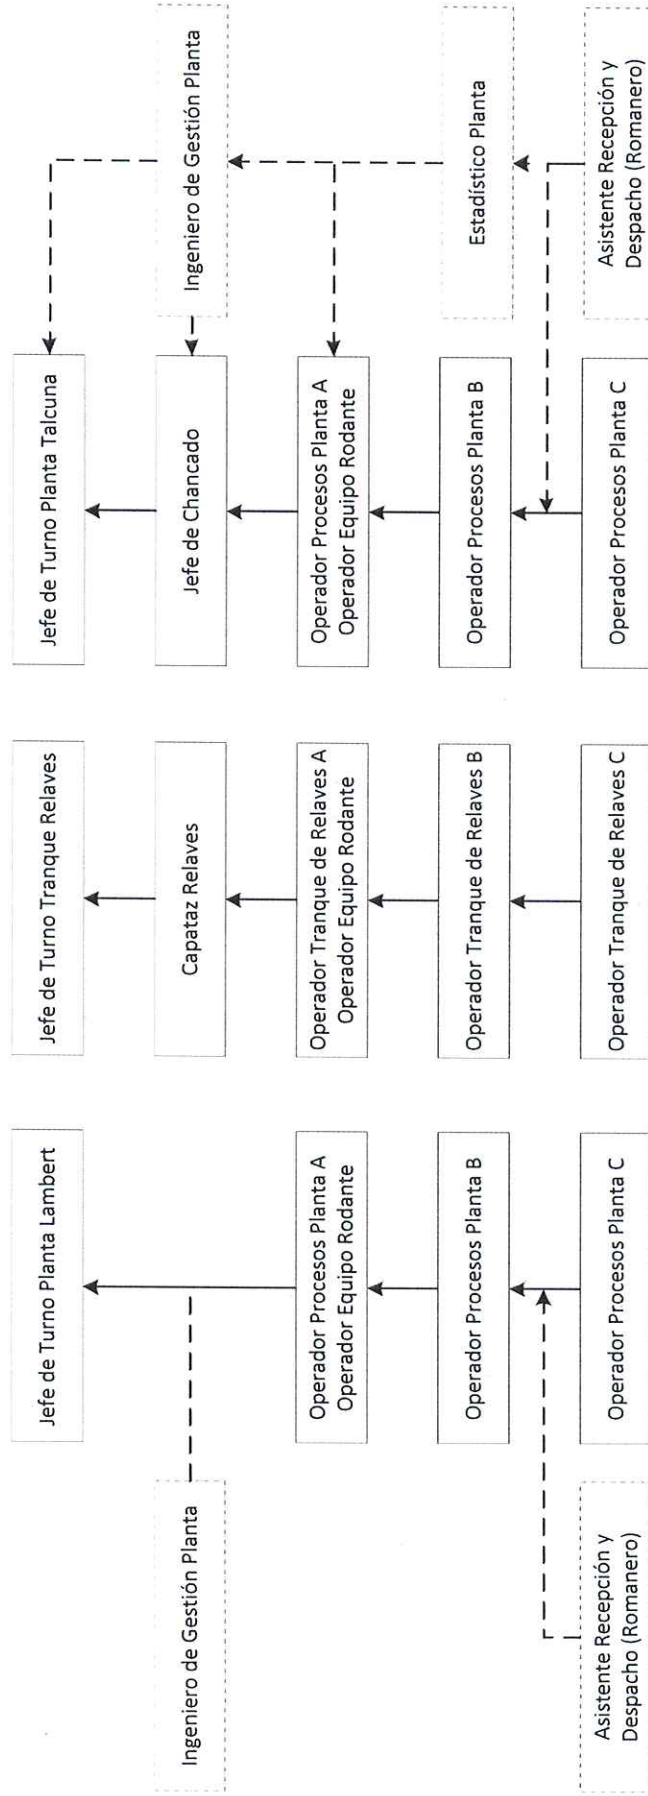 Jefe de Turno Planta Lambert
Jefe de Turno Tranque Relaves
Jefe de Turno Planta Talcuna
Ingeniero de Gestión Planta
Capataz Relaves
Jefe de Chancado
Ingeniero de Gestión Planta
Operador Procesos Planta A
Operador Equipo Rodante
Operador Tranque de Relaves A
Operador Equipo Rodante
Operador Procesos Planta A
Operador Equipo Rodante
Operador Procesos Planta B
Operador Tranque de Relaves B
Operador Procesos Planta B
Estadístico Planta
Asistente Recepción y
Despacho (Romanero)
Operador Procesos Planta C
Operador Tranque de Relaves C
Operador Procesos Planta C
Asistente Recepción y
Despacho (Romanero)